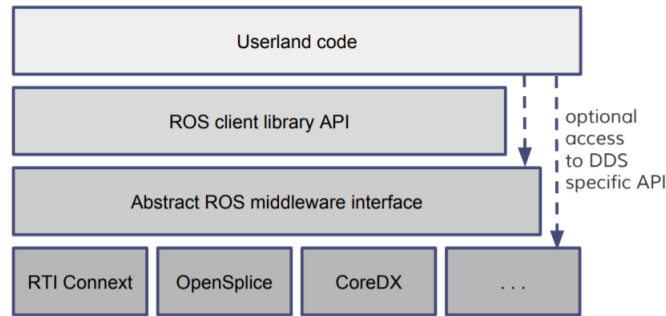 Userland code
ROS client library API
optional
access
to DDS
specific API
Abstract ROS middleware interface
RTI Connext
OpenSplice
CoreDX
. . .